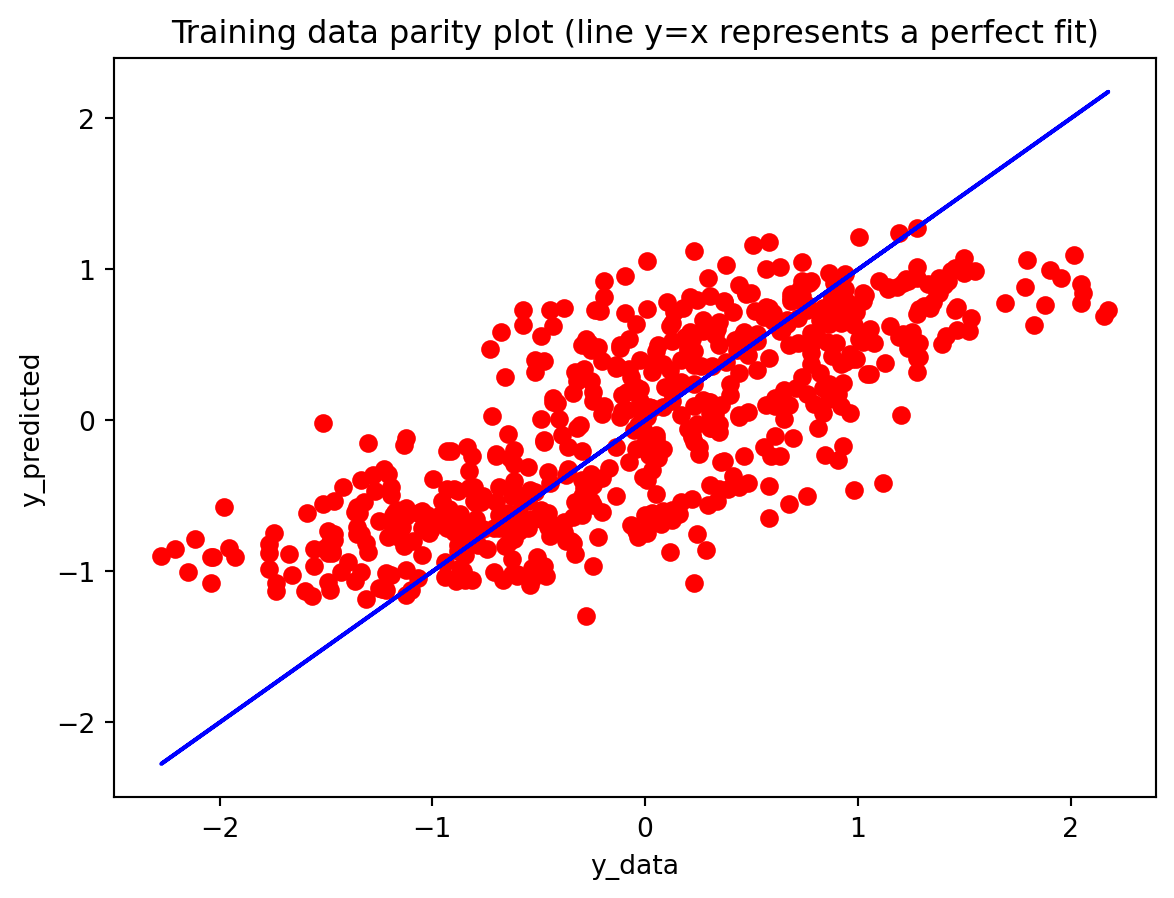 Training data parity plot (line y=x represents a perfect fit)
2
1
0
−1
−2
y_predicted
−2 −1 0 1 2
y_data